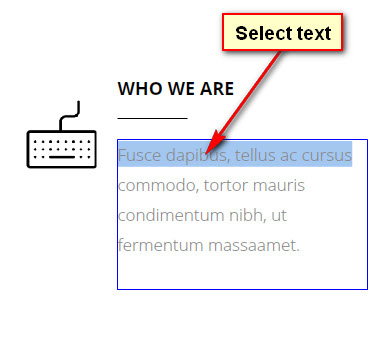 Select text
WHO WE ARE
Fusce dapibus, tellus ac cursus
commodo, tortor mauris
condimentum nibh, ut
fermentum massaamet.